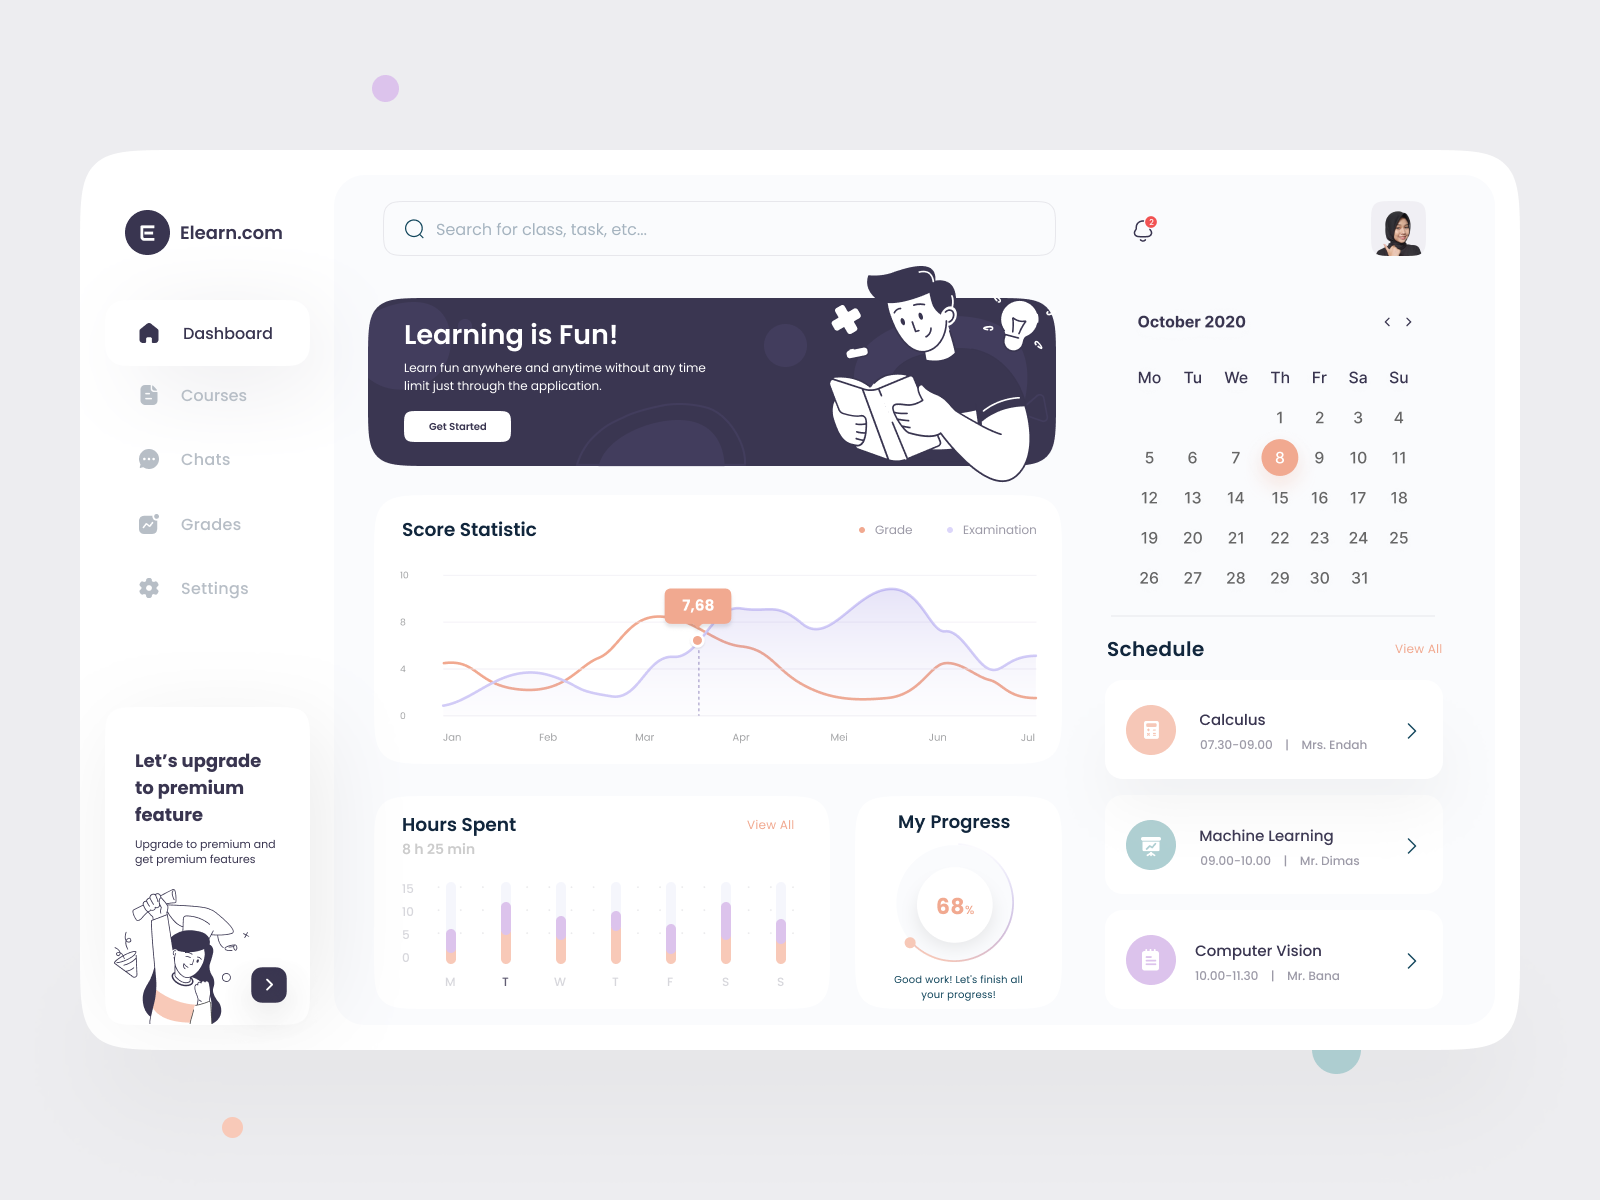 Elearn.com
Dashboard
Courses
Chats
Grades
Settings
Let's upgrade
to premium
feature
Upgrade to premium and
get premium features
Search for class, task, etc...
Learning is Fun!
Learn fun anywhere and anytime without any time
limit just through the application.
Get Started
Score Statistic
Grade
Examination
10
8
4
0
7,68
Jan Feb Mar Apr Mei Jun Jul
Hours Spent
View All
8 h 25 min
15
10
5
0
M T W T F S S
My Progress
68%
Good work! Let's finish all
your progress!
2
October 2020
Mo Tu We Th Fr Sa Su
1 2 3 4
5 6 7 8 9 10 11
12 13 14 15 16 17 18
19 20 21 22 23 24 25
26 27 28 29 30 31
Schedule
View All
Calculus
07.30-09.00 | Mrs. Endah
Machine Learning
09.00-10.00 | Mr. Dimas
Computer Vision
10.00-11.30 | Mr. Bana